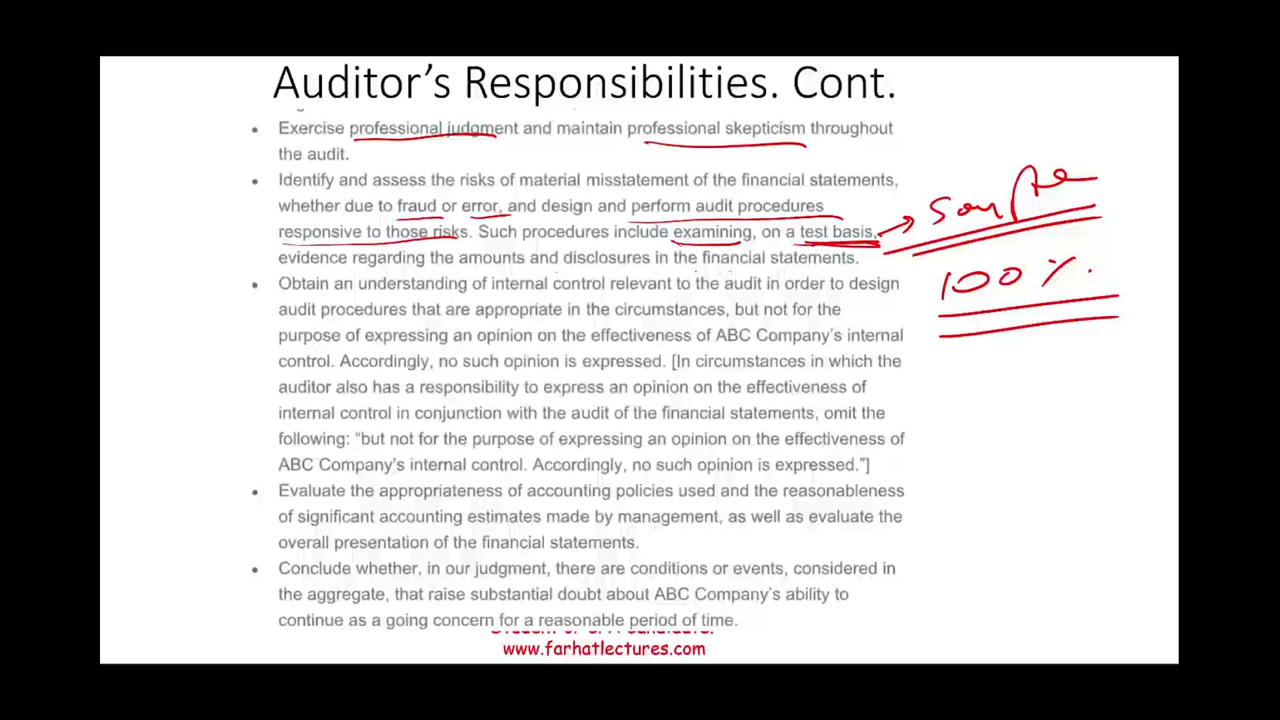 Auditor's Responsibilities. Cont.
• Exercise professional judgment and maintain professional skepticism throughout
the audit.
• Identify and assess the risks of material misstatement of the financial statements,
whether due to fraud or error, and design and perform audit procedures
responsive to those risks. Such procedures include examining, on a test basis,
evidence regarding the amounts and disclosures in the financial statements.
Sample
100%.
• Obtain an understanding of internal control relevant to the audit in order to design
audit procedures that are appropriate in the circumstances, but not for the
purpose of expressing an opinion on the effectiveness of ABC Company's internal
control. Accordingly, no such opinion is expressed. [In circumstances in which the
auditor also has a responsibility to express an opinion on the effectiveness of
internal control in conjunction with the audit of the financial statements, omit the
following: “but not for the purpose of expressing an opinion on the effectiveness of
ABC Company's internal control. Accordingly, no such opinion is expressed.”]
• Evaluate the appropriateness of accounting policies used and the reasonableness
of significant accounting estimates made by management, as well as evaluate the
overall presentation of the financial statements.
• Conclude whether, in our judgment, there are conditions or events, considered in
the aggregate, that raise substantial doubt about ABC Company's ability to
continue as a going concern for a reasonable period of time.
www.farhatlectures.com